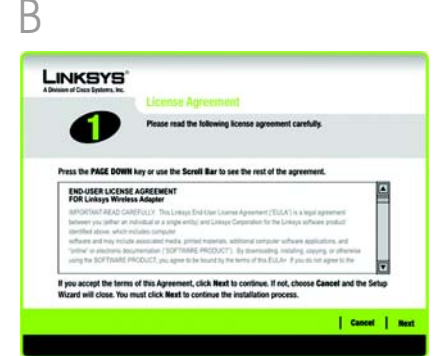 B
LINKSYS®
A Division of Cisco Systems, Inc.
License Agreement
1
Please read the following license agreement carefully.
Press the PAGE DOWN key or use the Scroll Bar to see the rest of the agreement.
END-USER LICENSE AGREEMENT
FOR Linksys Wireless Adapter
IMPORTANT-READ CAREFULLY: This Linksys End-User License Agreement ("EULA") is a legal agreement
between you (either an individual or a single entity) and Linksys Corporation for the Linksys software product
identified above, which includes computer
software and may include associated media, printed materials, additional computer software applications, and
"online" or electronic documentation ("SOFTWARE PRODUCT"). By downloading, installing, copying, or otherwise
using the SOFTWARE PRODUCT, you agree to be bound by the terms of this EULA. If you do not agree to the
If you accept the terms of this Agreement, click Next to continue. If not, choose Cancel and the Setup
Wizard will close. You must click Next to continue the installation process.
Cancel
Next